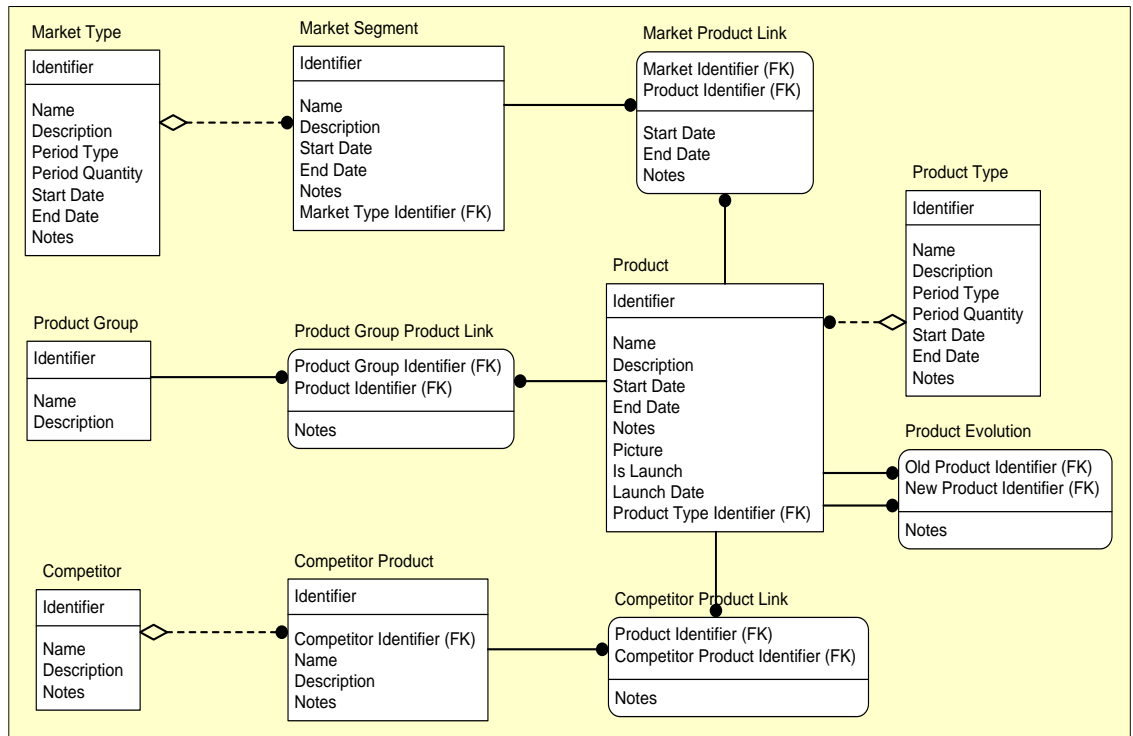 Market Type
Identifier
Name
Description
Period Type
Period Quantity
Start Date
End Date
Notes
Market Segment
Identifier
Name
Description
Start Date
End Date
Notes
Market Type Identifier (FK)
Market Product Link
Market Identifier (FK)
Product Identifier (FK)
Start Date
End Date
Notes
Product Type
Identifier
Name
Description
Period Type
Period Quantity
Start Date
End Date
Notes
Product Group
Identifier
Name
Description
Product Group Product Link
Product Group Identifier (FK)
Product Identifier (FK)
Notes
Product
Identifier
Name
Description
Start Date
End Date
Notes
Picture
Is Launch
Launch Date
Product Type Identifier (FK)
Product Evolution
Old Product Identifier (FK)
New Product Identifier (FK)
Notes
Competitor
Identifier
Name
Description
Notes
Competitor Product
Identifier
Competitor Identifier (FK)
Name
Description
Notes
Competitor Product Link
Product Identifier (FK)
Competitor Product Identifier (FK)
Notes